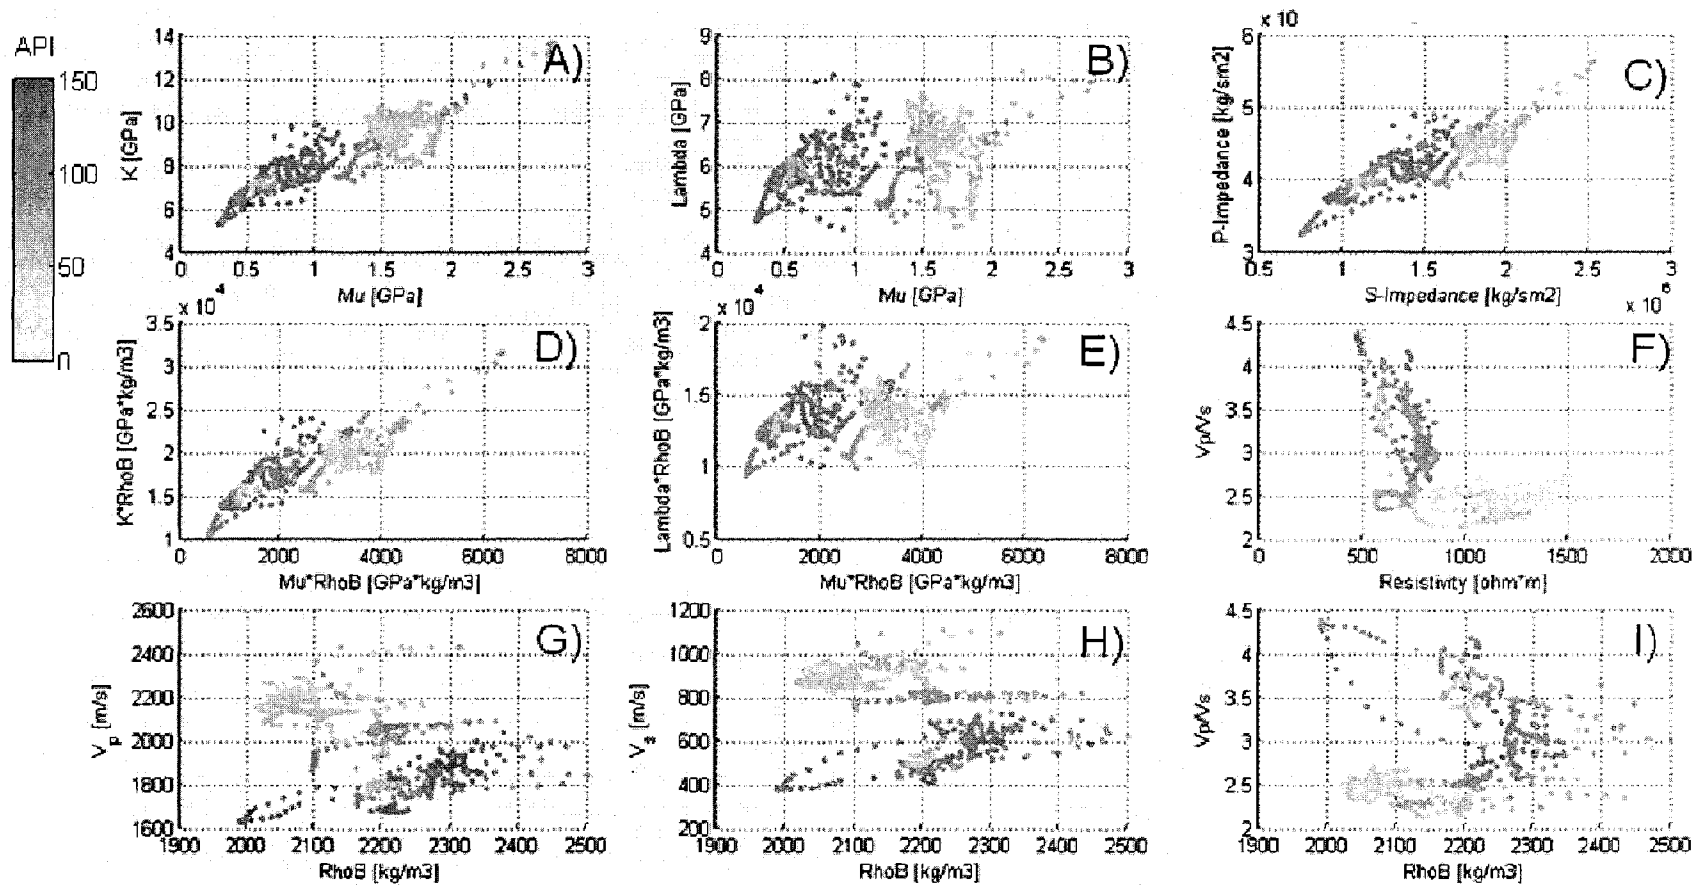 API
150
100
50
0
A)
K [GPa]
14
12
10
8
6
4
0 0.5 1 1.5 2 2.5 3
Mu [GPa]
B)
Lambda [GPa]
9
8
7
6
5
4
0 0.5 1 1.5 2 2.5 3
Mu [GPa]
x 10
C)
P-Impedance [kg/sm2]
6
5
4
3
0.5 1 1.5 2 2.5 3
S-Impedance [kg/sm2]
x 10⁶
x 10⁴
D)
K*RhoB [GPa*kg/m3]
3.5
3
2.5
2
1.5
1
0 2000 4000 6000 8000
Mu*RhoB [GPa*kg/m3]
x 10⁴
E)
Lambda*RhoB [GPa*kg/m3]
2
1.5
1
0.5
0 2000 4000 6000 8000
Mu*RhoB [GPa*kg/m3]
F)
Vp/Vs
4.5
4
3.5
3
2.5
2
0 500 1000 1500 2000
Resistivity [ohm*m]
G)
Vp [m/s]
2600
2400
2200
2000
1800
1600
1900 2000 2100 2200 2300 2400 2500
RhoB [kg/m3]
H)
Vs [m/s]
1200
1000
800
600
400
200
1900 2000 2100 2200 2300 2400 2500
RhoB [kg/m3]
I)
Vp/Vs
4.5
4
3.5
3
2.5
2
1900 2000 2100 2200 2300 2400 2500
RhoB [kg/m3]